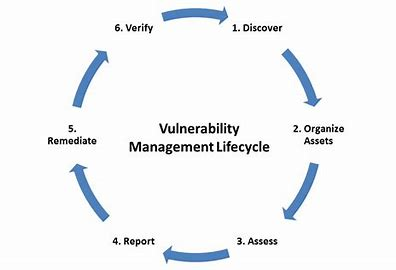 6. Verify
1. Discover
2. Organize
Assets
3. Assess
4. Report
5.
Remediate
Vulnerability
Management Lifecycle